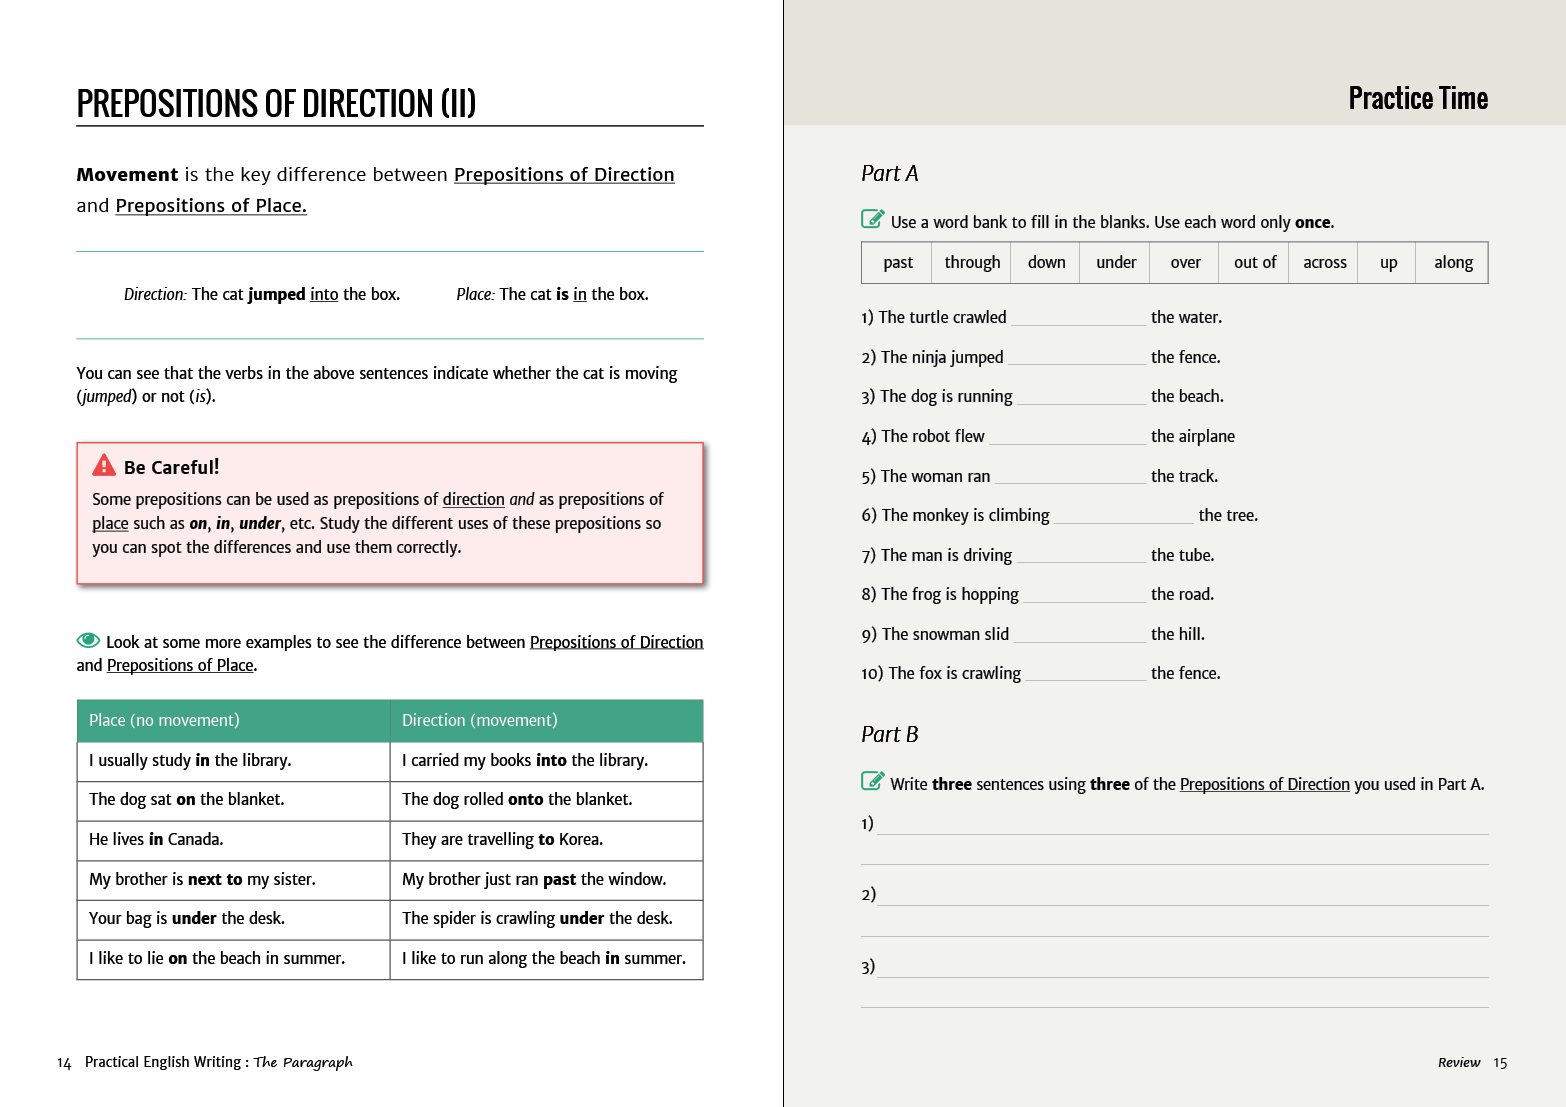 PREPOSITIONS OF DIRECTION (II)
Movement is the key difference between Prepositions of Direction
and Prepositions of Place.
Direction: The cat jumped into the box. Place: The cat is in the box.
You can see that the verbs in the above sentences indicate whether the cat is moving
(jumped) or not (is).
Be Careful!
Some prepositions can be used as prepositions of direction and as prepositions of
place such as on, in, under, etc. Study the different uses of these prepositions so
you can spot the differences and use them correctly.
Look at some more examples to see the difference between Prepositions of Direction
and Prepositions of Place.
Place (no movement) Direction (movement)
I usually study in the library. I carried my books into the library.
The dog sat on the blanket. The dog rolled onto the blanket.
He lives in Canada. They are travelling to Korea.
My brother is next to my sister. My brother just ran past the window.
Your bag is under the desk. The spider is crawling under the desk.
I like to lie on the beach in summer. I like to run along the beach in summer.
14 Practical English Writing : The Paragraph
Practice Time
Part A
Use a word bank to fill in the blanks. Use each word only once.
past through down under over out of across up along
1) The turtle crawled the water.
2) The ninja jumped the fence.
3) The dog is running the beach.
4) The robot flew the airplane
5) The woman ran the track.
6) The monkey is climbing the tree.
7) The man is driving the tube.
8) The frog is hopping the road.
9) The snowman slid the hill.
10) The fox is crawling the fence.
Part B
Write three sentences using three of the Prepositions of Direction you used in Part A.
1)
2)
3)
Review 15